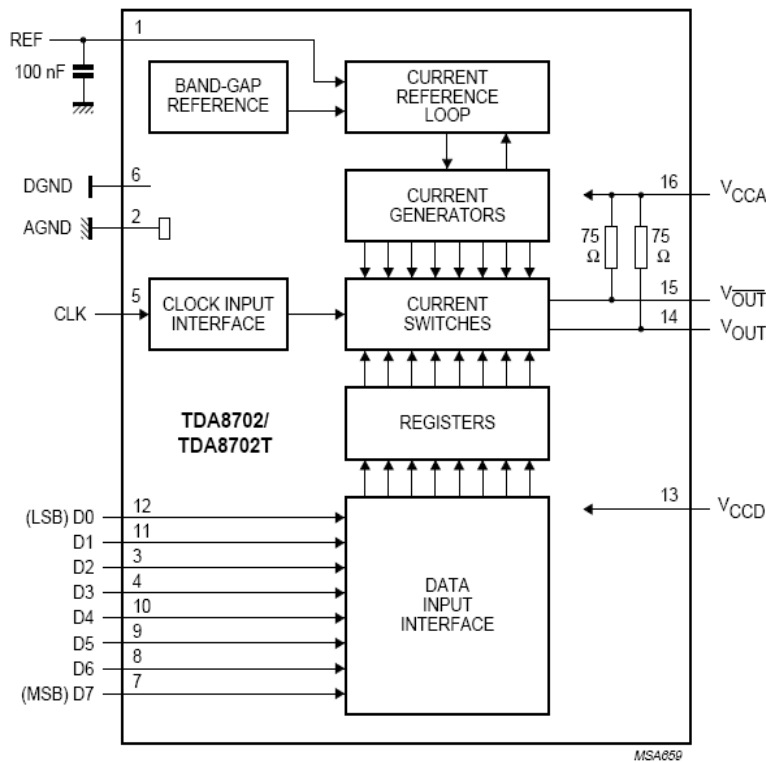 1
REF
100 nF
BAND-GAP
REFERENCE
CURRENT
REFERENCE
LOOP
6
DGND
2
AGND
CURRENT
GENERATORS
16
VCCA
75
Ω
75
Ω
5
CLK
CLOCK INPUT
INTERFACE
CURRENT
SWITCHES
15
VOUT
14
VOUT
TDA8702/
TDA8702T
REGISTERS
12
(LSB) D0
11
D1
3
D2
4
D3
10
D4
9
D5
8
D6
7
(MSB) D7
DATA
INPUT
INTERFACE
13
VCCD
MSA659